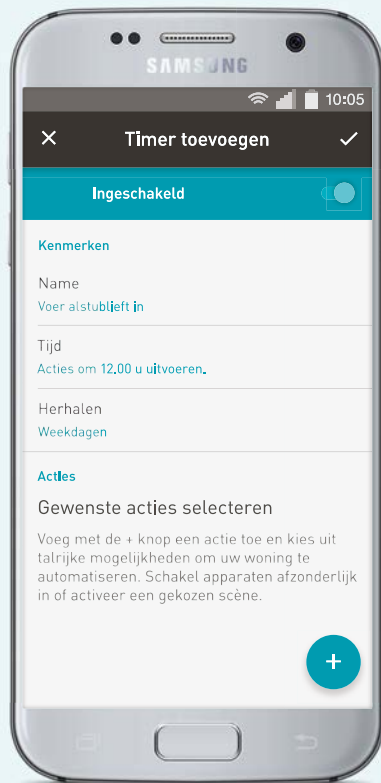 SAMSUNG
10:05
Timer toevoegen
Ingeschakeld
Kenmerken
Name
Voer alstublieft in
Tijd
Acties om 12.00 u uitvoeren.
Herhalen
Weekdagen
Acties
Gewenste acties selecteren
Voeg met de + knop een actie toe en kies uit
talrijke mogelijkheden om uw woning te
automatiseren. Schakel apparaten afzonderlijk
in of activeer een gekozen scène.
+